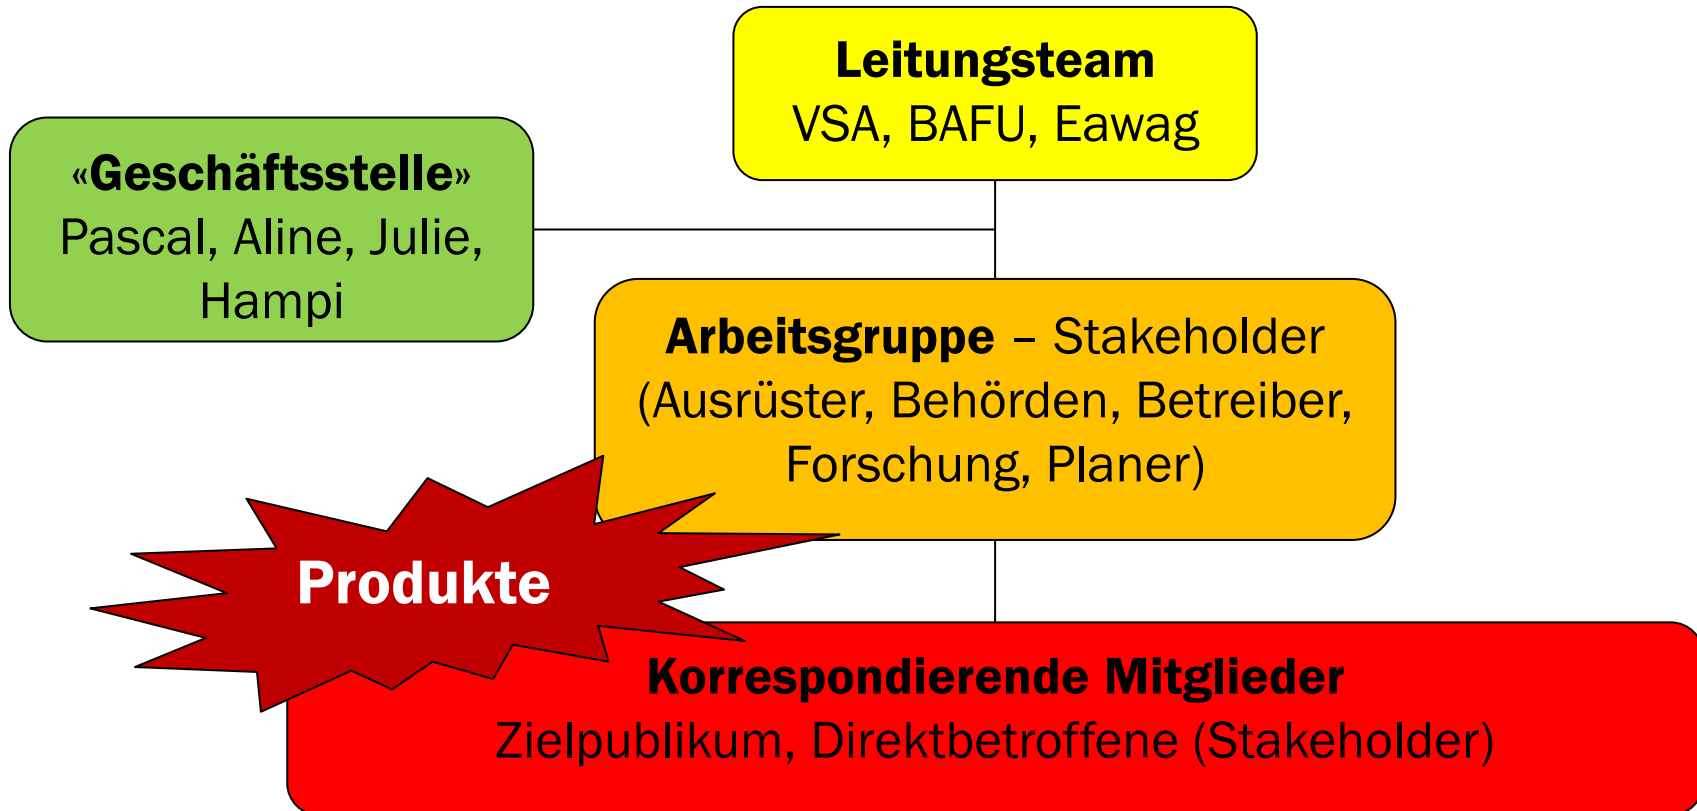 Leitungsteam
VSA, BAFU, Eawag
«Geschäftsstelle»
Pascal, Aline, Julie,
Hampi
Arbeitsgruppe – Stakeholder
(Ausrüster, Behörden, Betreiber,
Forschung, Planer)
Produkte
Korrespondierende Mitglieder
Zielpublikum, Direktbetroffene (Stakeholder)